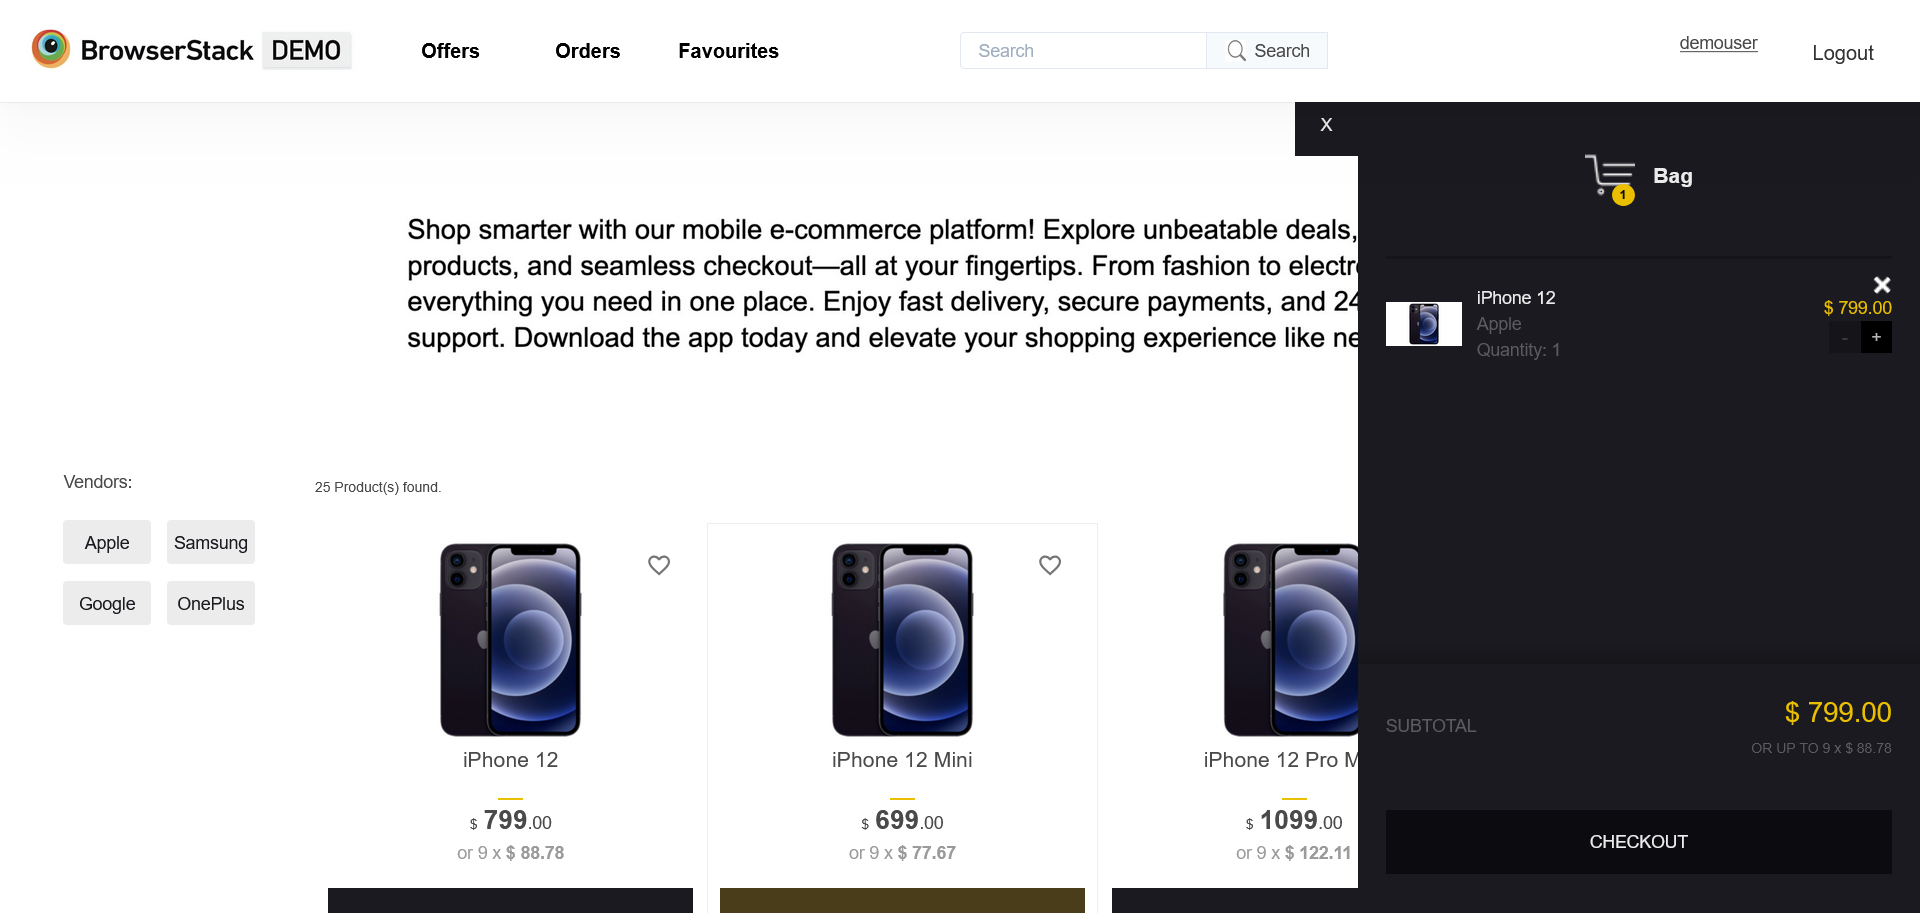 BrowserStack DEMO
Offers
Orders
Favourites
Search
Search
demouser
Logout
X
1
Bag
Shop smarter with our mobile e-commerce platform! Explore unbeatable deals,
products, and seamless checkout—all at your fingertips. From fashion to electr
everything you need in one place. Enjoy fast delivery, secure payments, and 24
support. Download the app today and elevate your shopping experience like ne
iPhone 12
Apple
Quantity: 1
$ 799.00
-
+
Vendors:
Apple
Samsung
Google
OnePlus
25 Product(s) found.
iPhone 12
$ 799.00
or 9 x $ 88.78
iPhone 12 Mini
$ 699.00
or 9 x $ 77.67
iPhone 12 Pro M
$ 1099.00
or 9 x $ 122.11
SUBTOTAL
$ 799.00
OR UP TO 9 x $ 88.78
CHECKOUT